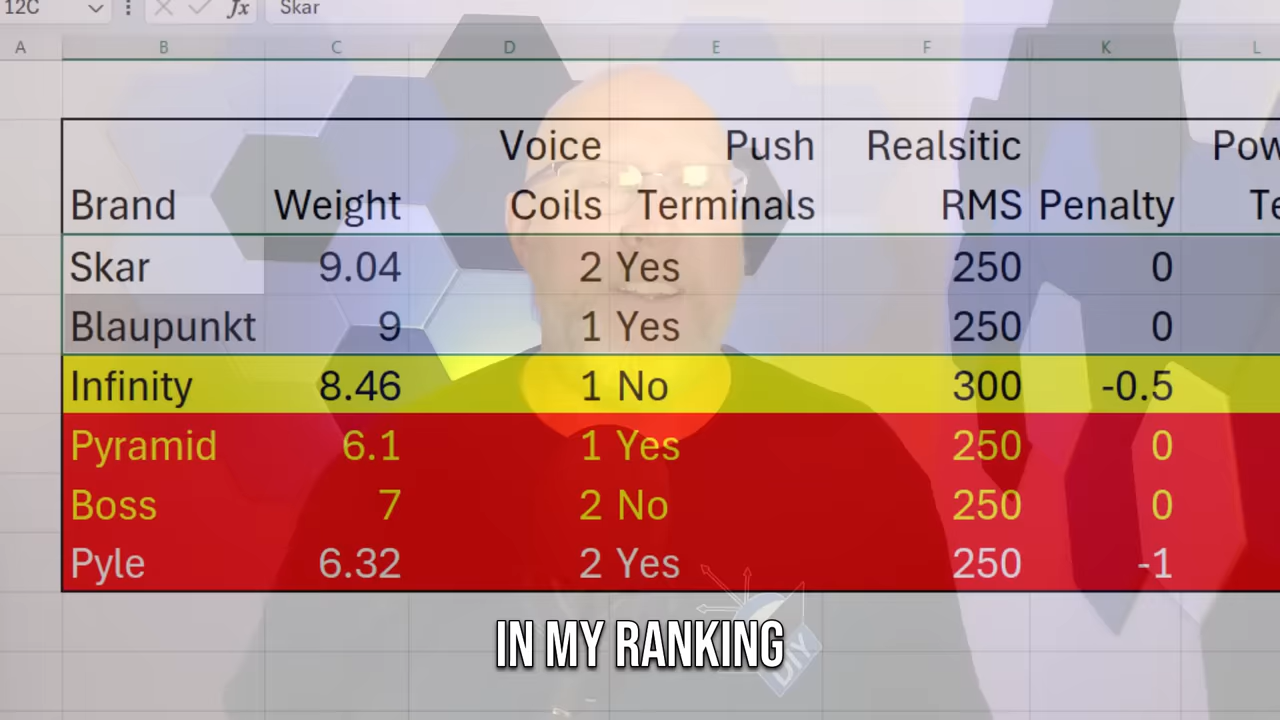 12C fx Skar
A B C D E F K L
Voice Push Realsitic Pow
Brand Weight Coils Terminals RMS Penalty Te
Skar 9.04 2 Yes 250 0
Blaupunkt 9 1 Yes 250 0
Infinity 8.46 1 No 300 -0.5
Pyramid 6.1 1 Yes 250 0
Boss 7 2 No 250 0
Pyle 6.32 2 Yes 250 -1
IN MY RANKING
DIY